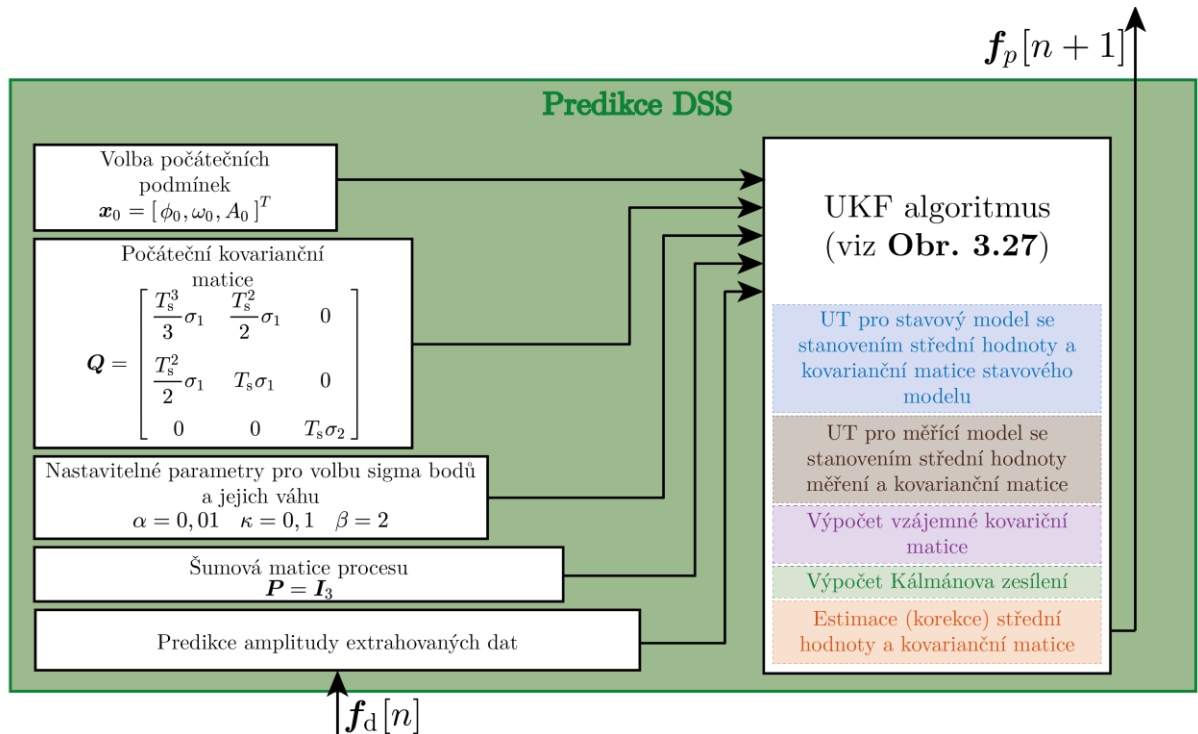 f_p[n + 1]
Predikce DSS
Volba počátečních
podmínek
x_0 = [ϕ_0, ω_0, A_0]^T
Počáteční kovarianční
matice
Q = [ T_s^3/3 σ_1   T_s^2/2 σ_1   0
T_s^2/2 σ_1   T_s σ_1   0
0   0   T_s σ_2 ]
Nastavitelné parametry pro volbu sigma bodů
a jejich váhu
α = 0, 01   κ = 0, 1   β = 2
Šumová matice procesu
P = I_3
Predikce amplitudy extrahovaných dat
f_d[n]
UKF algoritmus
(viz Obr. 3.27)
UT pro stavový model se
stanovením střední hodnoty a
kovarianční matice stavového
modelu
UT pro měřící model se
stanovením střední hodnoty
měření a kovarianční matice
Výpočet vzájemné kovariční
matice
Výpočet Kálmánova zesílení
Estimace (korekce) střední
hodnoty a kovarianční matice